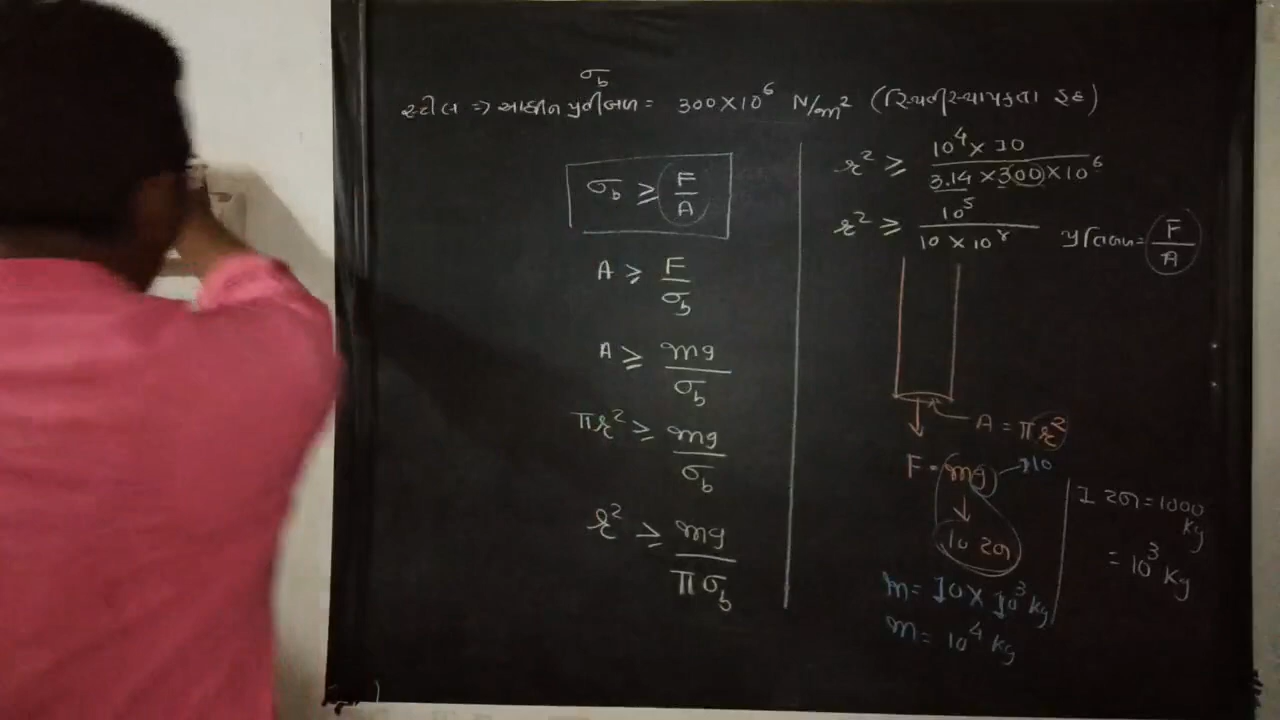 σb
સ્ટીલ => આધીન પ્રતીબળ = 300×10⁶ N/m² (સ્થિતીસ્થાપકતા હદ)
σb ≥ F/A
A ≥ F/σb
A ≥ mg/σb
πr² ≥ mg/σb
r² ≥ mg/πσb
r² ≥ 10⁴×10/3.14×300×10⁶
r² ≥ 10⁵/10×10⁸
પ્રતિબળ = F/A
A = πr²
F = mg → 10
10 ટન
m = 10×10³ kg
m = 10⁴ kg
1 ટન = 1000 kg
= 10³ kg